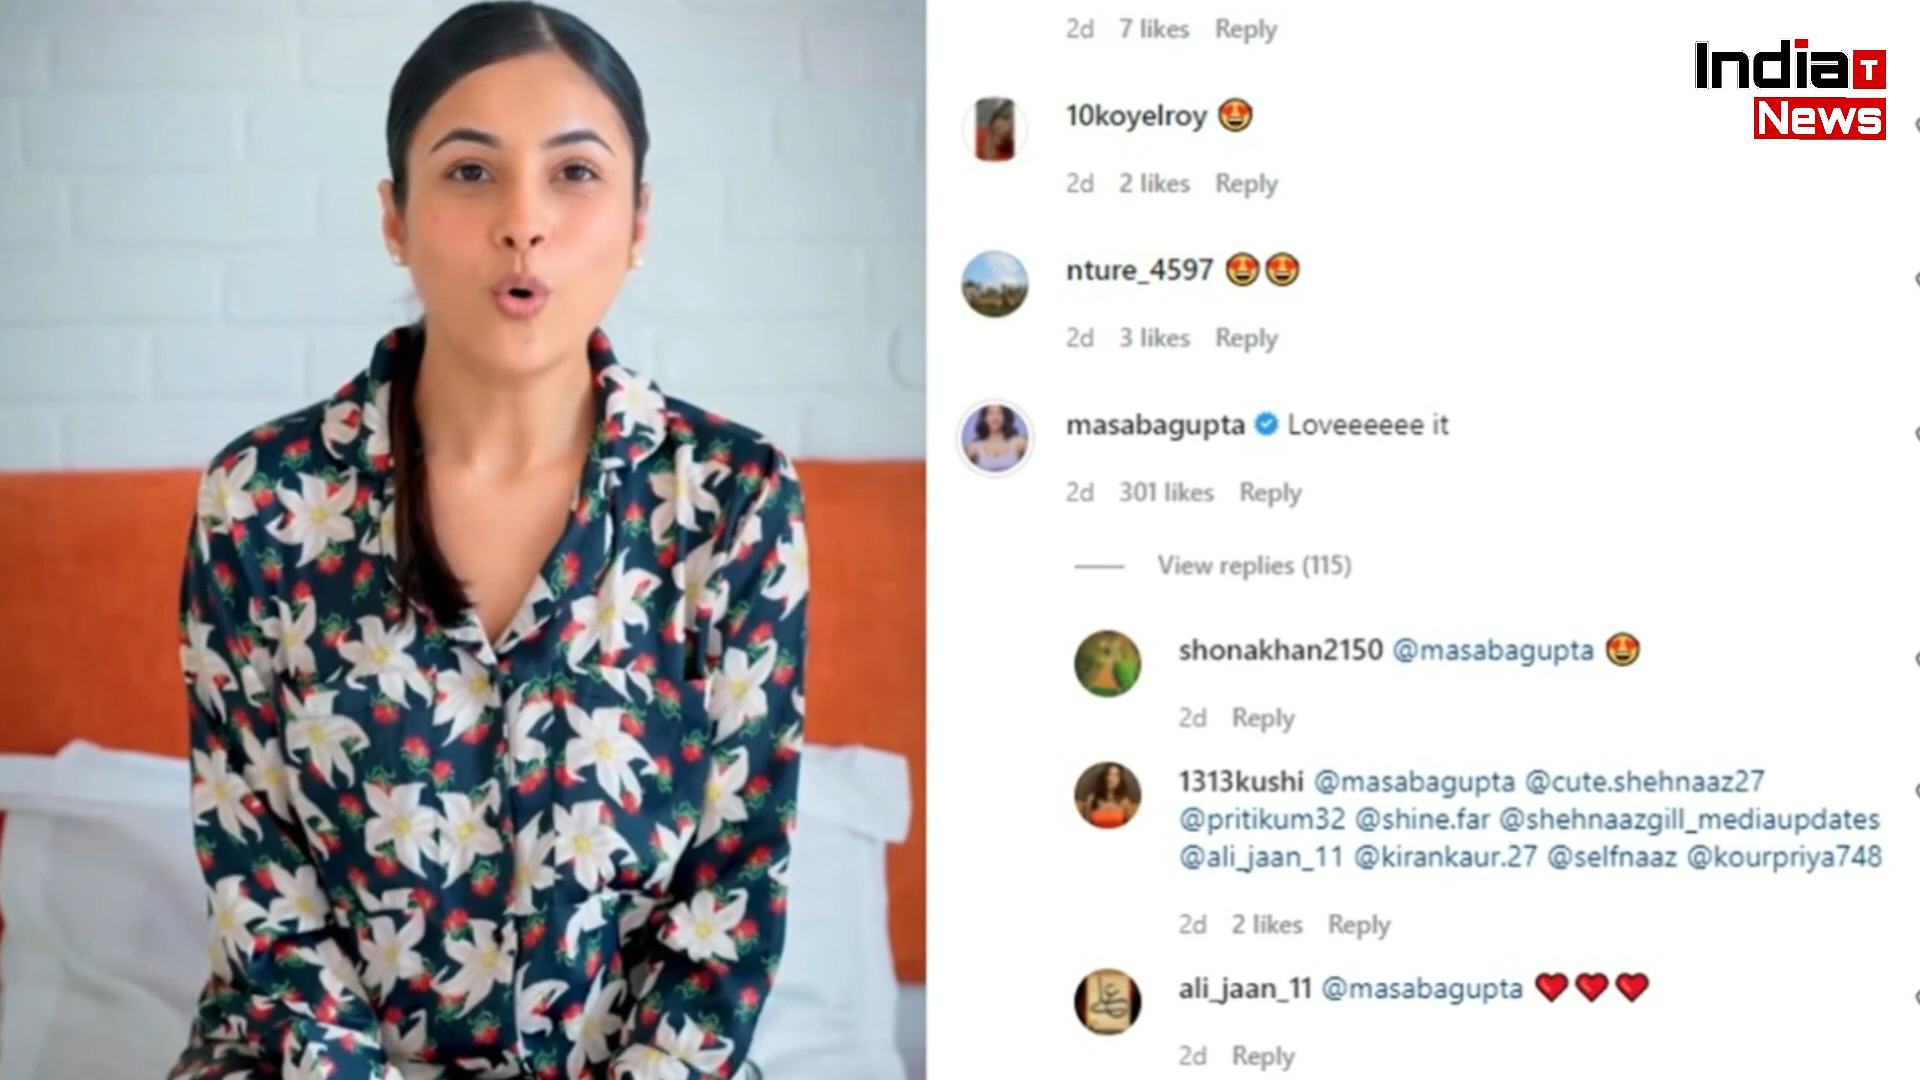 2d 7 likes Reply
India T
News
10koyelroy 😍
2d 2 likes Reply
nture_4597 😍😍
2d 3 likes Reply
masabagupta Loveeeeee it
2d 301 likes Reply
View replies (115)
shonakhan2150 @masabagupta 😍
2d Reply
1313kushi @masabagupta @cute.shehnaaz27
@pritikum32 @shine.far @shehnaazgill_mediaupdates
@ali_jaan_11 @kirankaur.27 @selfnaaz @kourpriya748
2d 2 likes Reply
ali_jaan_11 @masabagupta ❤️❤️❤️
2d Reply